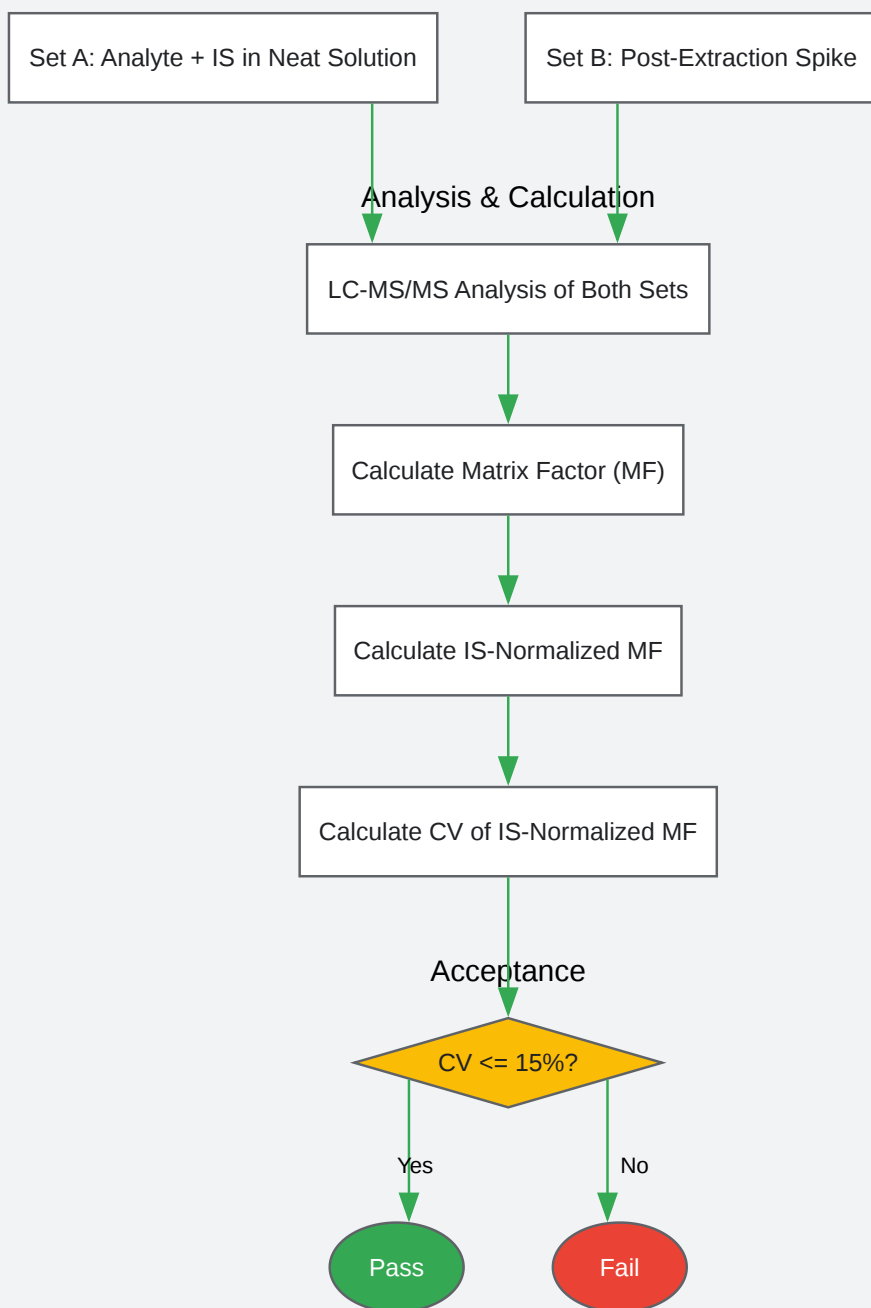 Set A: Analyte + IS in Neat Solution
Set B: Post-Extraction Spike
Analysis & Calculation
LC-MS/MS Analysis of Both Sets
Calculate Matrix Factor (MF)
Calculate IS-Normalized MF
Calculate CV of IS-Normalized MF
Acceptance
CV <= 15%?
Yes
No
Pass
Fail